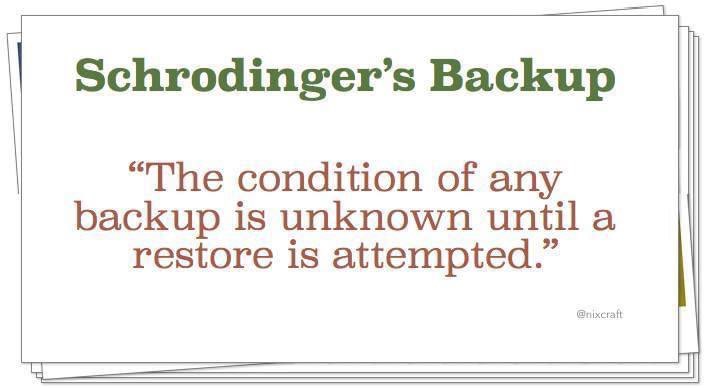 Schrodinger’s Backup
“The condition of any
backup is unknown until a
restore is attempted.”
@nixcraft